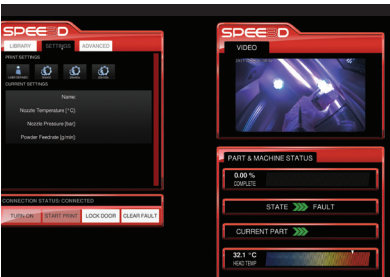 SPEE3D
LIBRARY SETTINGS ADVANCED
PRINT SETTINGS
CURRENT SETTINGS
Name:
Nozzle Temperature [°C]
Nozzle Pressure [bar]
Powder Feedrate [g/min]
CONNECTION STATUS: CONNECTED
TURN ON START PRINT LOCK DOOR CLEAR FAULT
SPEE3D
VIDEO
PART & MACHINE STATUS
0.00 %
COMPLETE
STATE FAULT
CURRENT PART
32.1 °C
HEAD TEMP